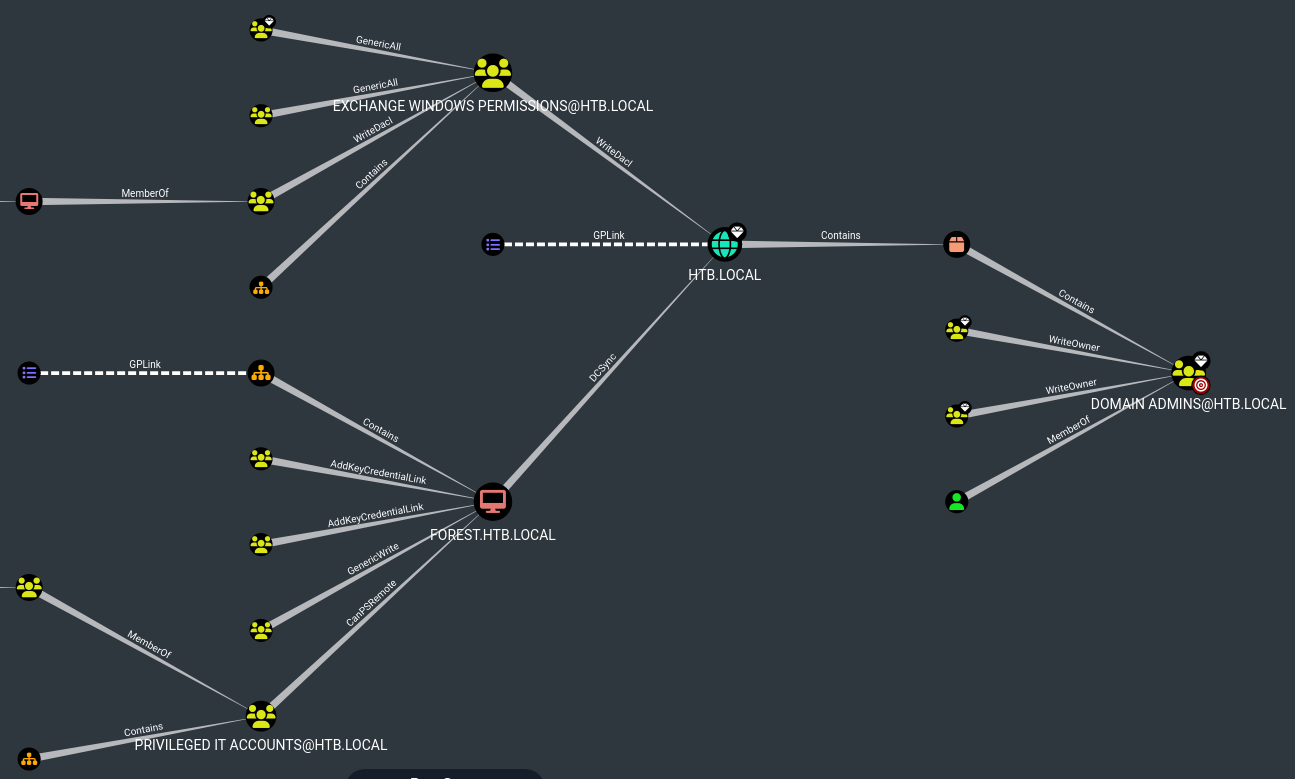 GenericAll
GenericAll
EXCHANGE WINDOWS PERMISSIONS@HTB.LOCAL
WriteDacl
WriteDacl
Contains
MemberOf
GPLink
Contains
HTB.LOCAL
Contains
WriteOwner
GPLink
DCSync
WriteOwner
DOMAIN ADMINS@HTB.LOCAL
Contains
MemberOf
AddKeyCredentialLink
AddKeyCredentialLink
FOREST.HTB.LOCAL
GenericWrite
CanPSRemote
MemberOf
Contains
PRIVILEGED IT ACCOUNTS@HTB.LOCAL